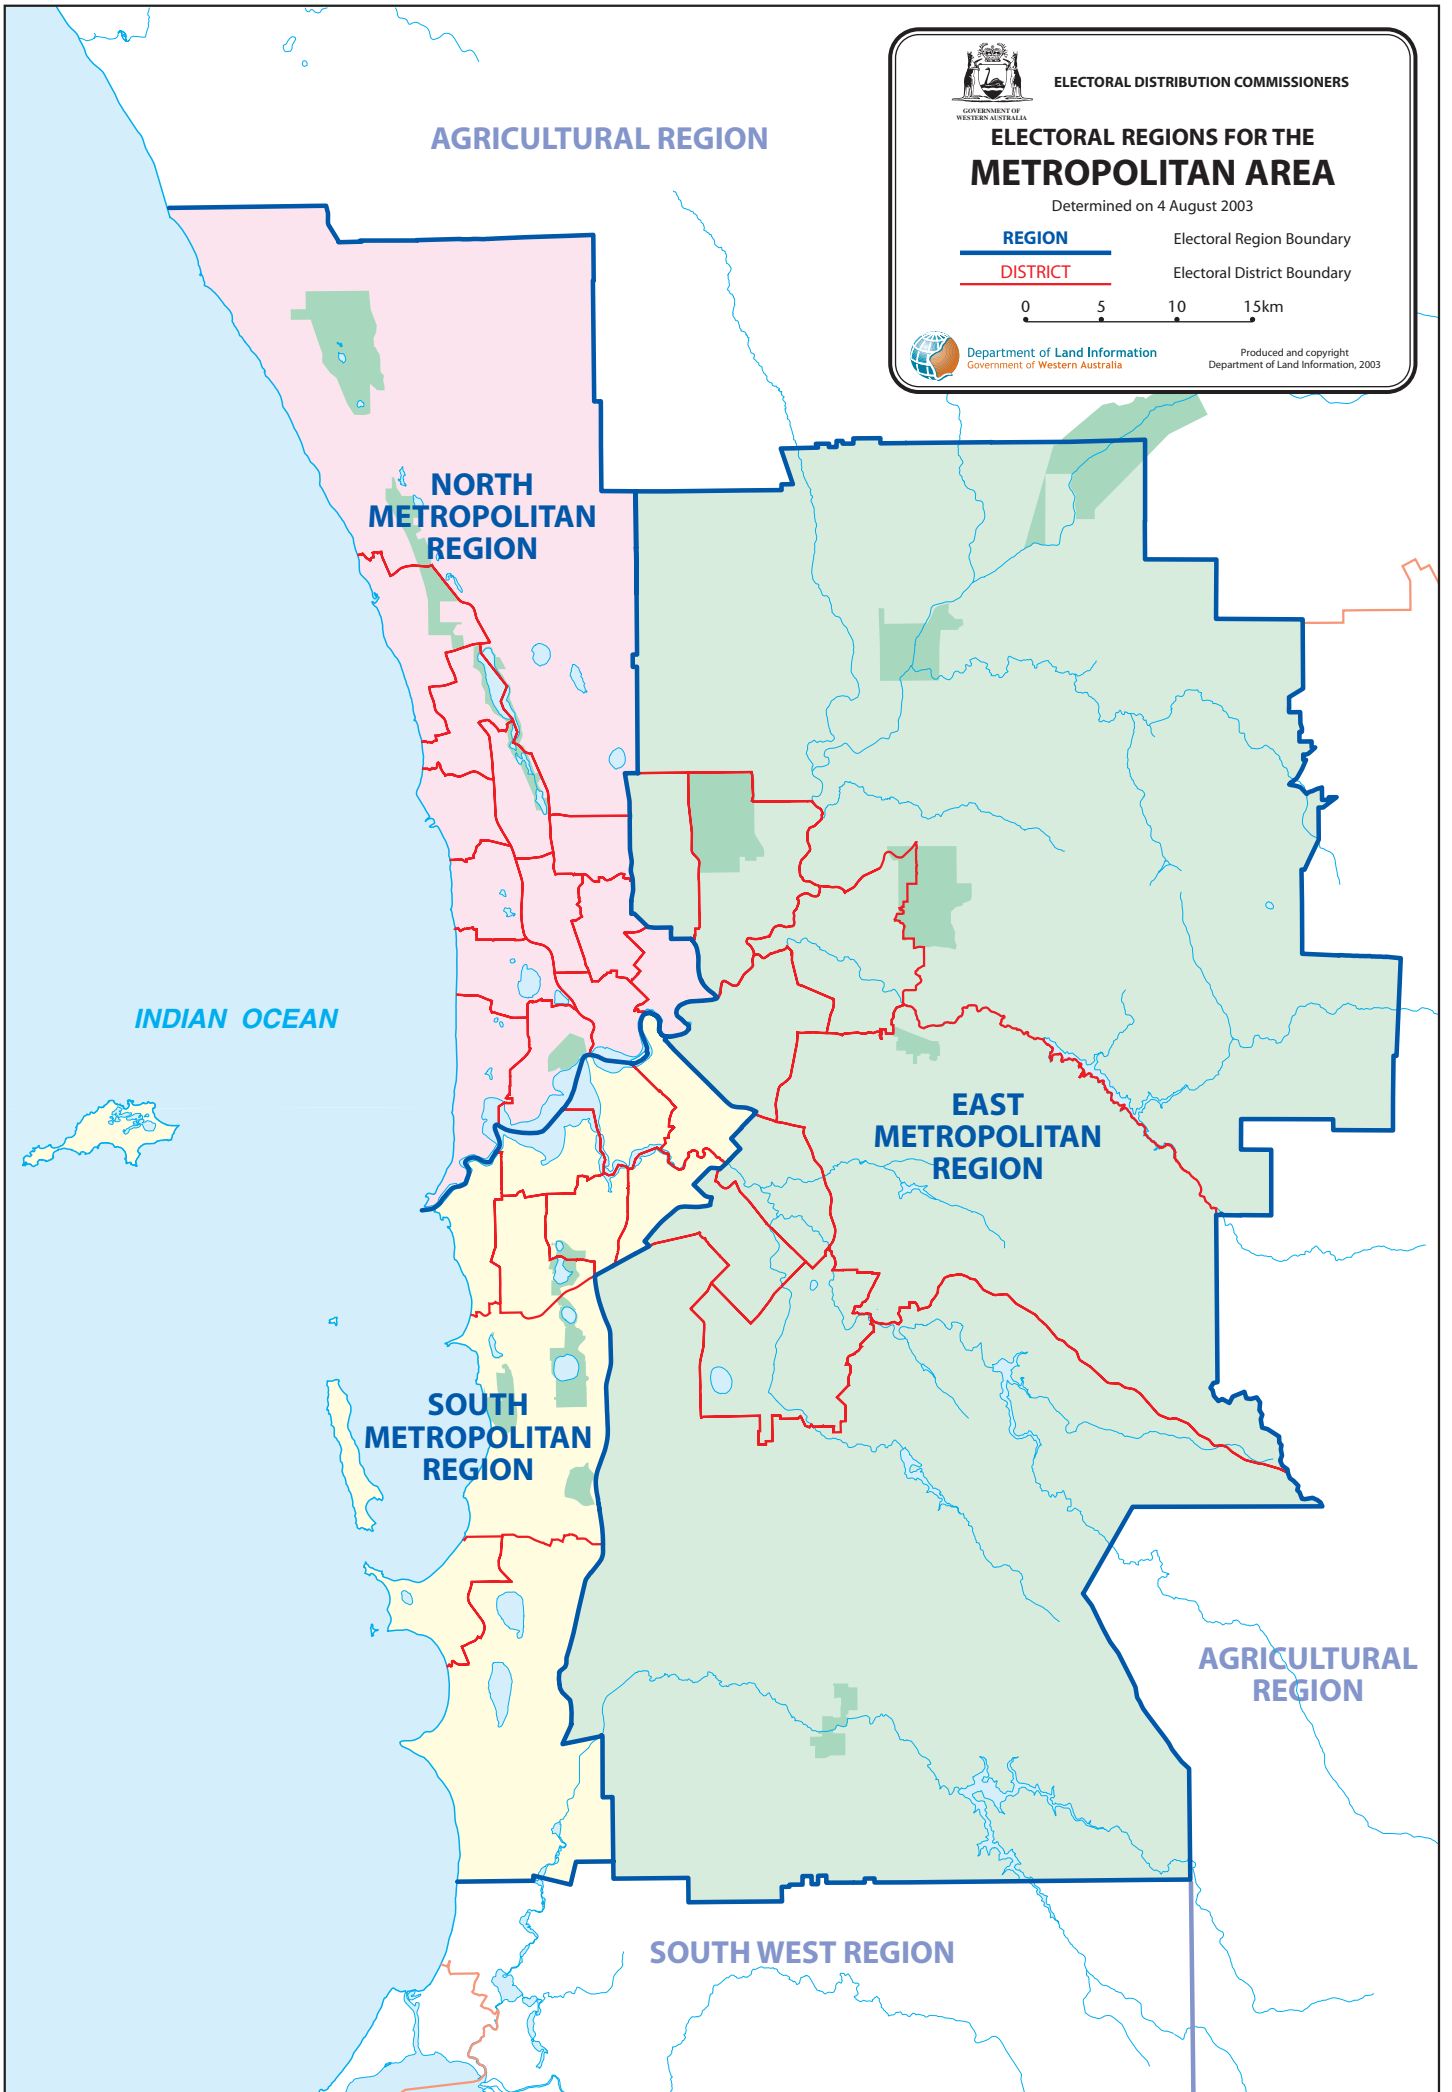 GOVERNMENT OF
WESTERN AUSTRALIA
ELECTORAL DISTRIBUTION COMMISSIONERS
ELECTORAL REGIONS FOR THE
METROPOLITAN AREA
Determined on 4 August 2003
REGION Electoral Region Boundary
DISTRICT Electoral District Boundary
0 5 10 15km
Department of Land Information
Government of Western Australia
Produced and copyright
Department of Land Information, 2003
AGRICULTURAL REGION
NORTH
METROPOLITAN
REGION
INDIAN OCEAN
EAST
METROPOLITAN
REGION
SOUTH
METROPOLITAN
REGION
AGRICULTURAL
REGION
SOUTH WEST REGION